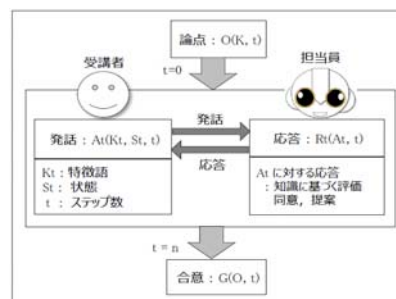 論点：O(K, t)
t=0
受講者
担当員
発話：At(Kt, St, t)
発話
応答
応答：Rt(At, t)
Kt：特徴語
St：状態
t：ステップ数
Atに対する応答
：知識に基づく評価
同意，提案
t = n
合意：G(O, t)